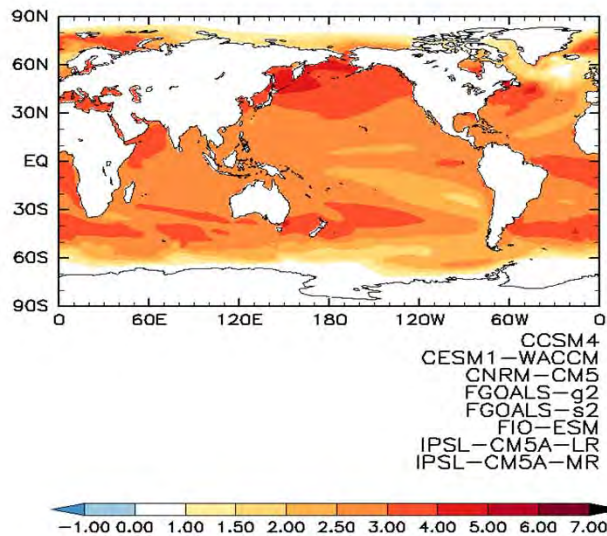 90N
60N
30N
EQ
30S
60S
90S
0 60E 120E 180 120W 60W 0
CCSM4
CESM1-WACCM
CNRM-CM5
FGOALS-g2
FGOALS-s2
FIO-ESM
IPSL-CM5A-LR
IPSL-CM5A-MR
-1.00 0.00 1.00 1.50 2.00 2.50 3.00 4.00 5.00 6.00 7.00